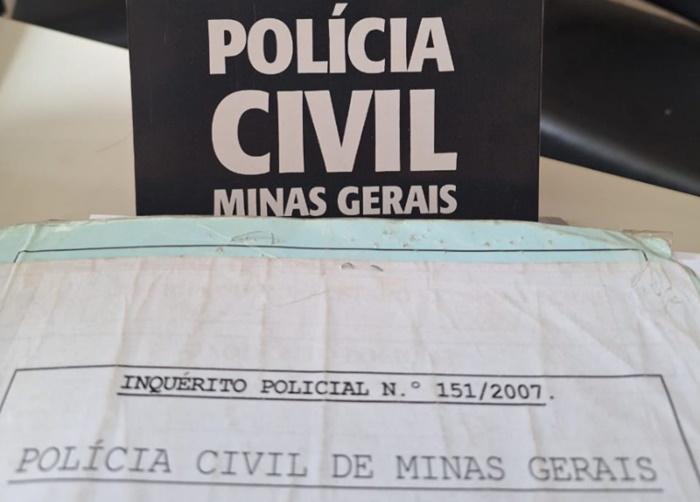 POLÍCIA
CIVIL
MINAS GERAIS
INQUÉRITO POLICIAL N.º 151/2007.
POLÍCIA CIVIL DE MINAS GERAIS